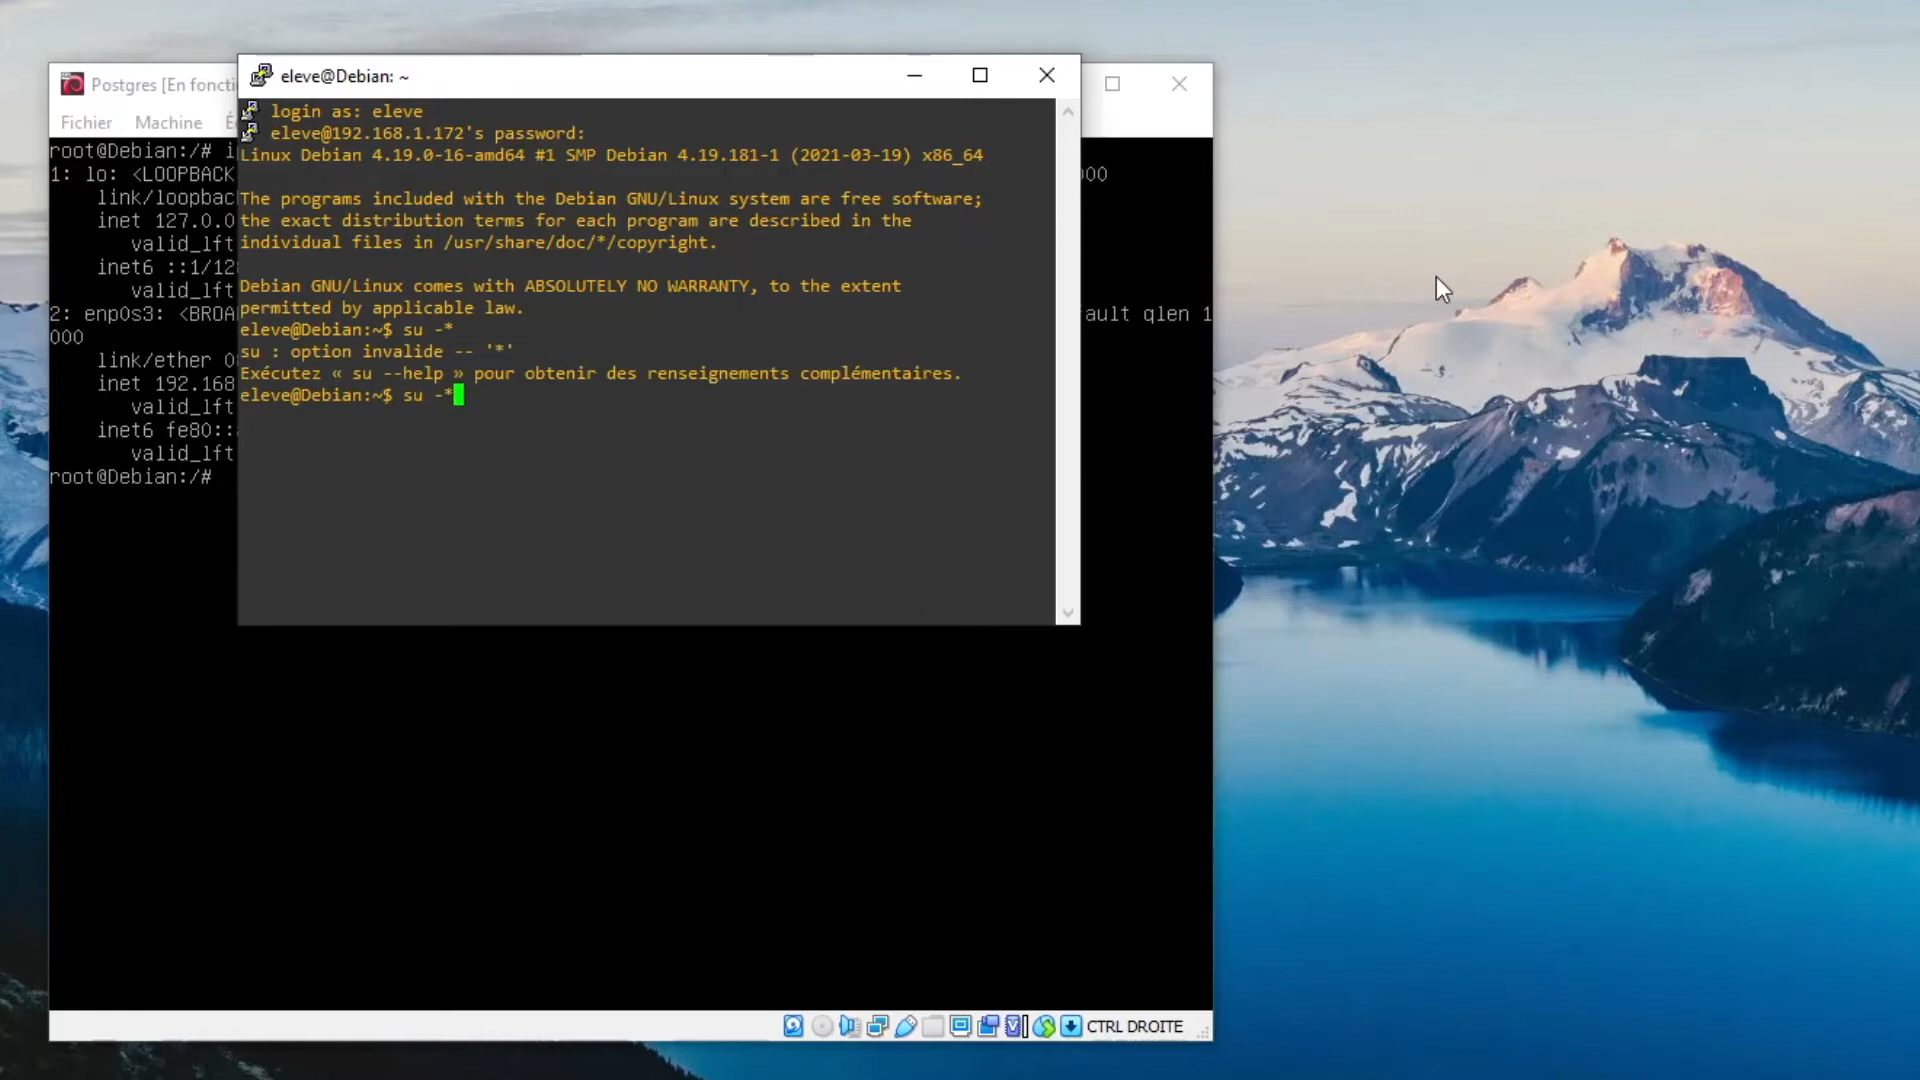 Postgres [En foncti
Fichier Machine
root@Debian:/# i
1: lo: <LOOPBACK
00
link/loopbac
inet 127.0.0
valid_lft
inet6 ::1/12
valid_lft
2: enp0s3: <BROA
ault qlen 1
000
link/ether 0
inet 192.168
valid_lft
inet6 fe80::
valid_lft
root@Debian:/#
eleve@Debian: ~
login as: eleve
eleve@192.168.1.172's password:
Linux Debian 4.19.0-16-amd64 #1 SMP Debian 4.19.181-1 (2021-03-19) x86_64
The programs included with the Debian GNU/Linux system are free software;
the exact distribution terms for each program are described in the
individual files in /usr/share/doc/*/copyright.
Debian GNU/Linux comes with ABSOLUTELY NO WARRANTY, to the extent
permitted by applicable law.
eleve@Debian:~$ su -*
su : option invalide -- '*'
Exécutez « su --help » pour obtenir des renseignements complémentaires.
eleve@Debian:~$ su -*
CTRL DROITE